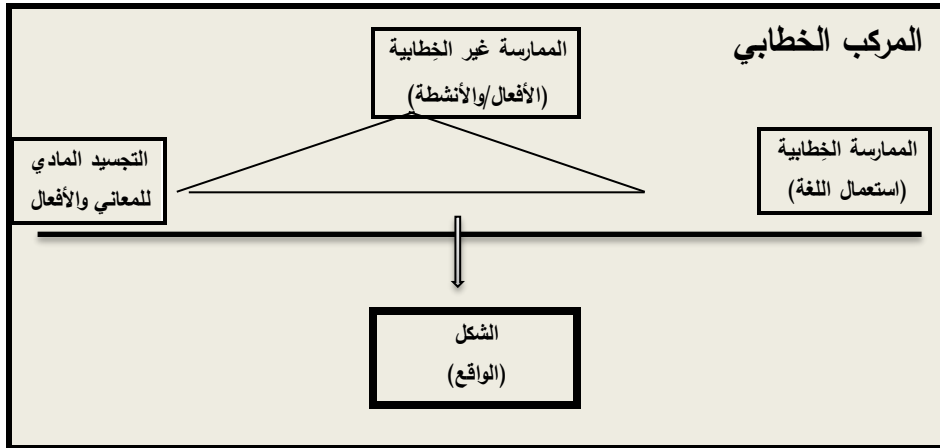 المركب الخطابي
الممارسة غير الخِطابية
(الأفعال/والأنشطة)
الممارسة الخِطابية
(استعمال اللغة)
التجسيد المادي
للمعاني والأفعال
الشكل
(الواقع)